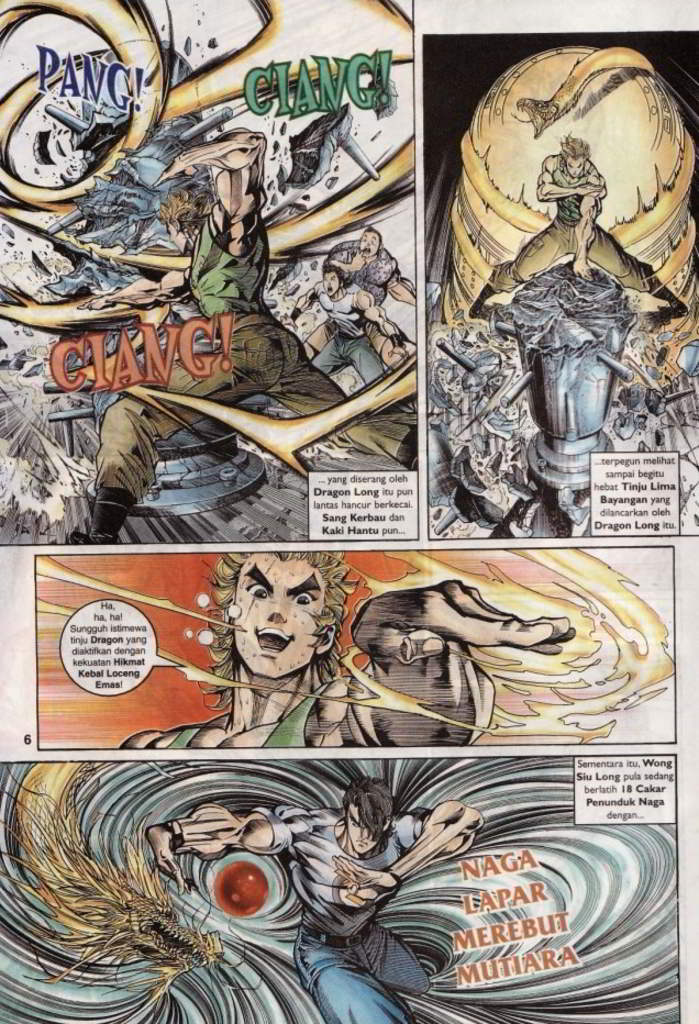 PANG!
CIANG!
CIANG!
... yang diserang oleh
Dragon Long itu pun
lantas hancur berkecai.
Sang Kerbau dan
Kaki Hantu pun...
...terpegun melihat
sampai begitu
hebat Tinju Lima
Bayangan yang
dilancarkan oleh
Dragon Long itu.
Ha,
ha, ha!
Sungguh istimewa
tinju Dragon yang
diaktifkan dengan
kekuatan Hikmat
Kebal Loceng
Emas!
6
Sementara itu, Wong
Siu Long pula sedang
berlatih 18 Cakar
Penunduk Naga
dengan...
NAGA
LAPAR
MEREBUT
MUTIARA